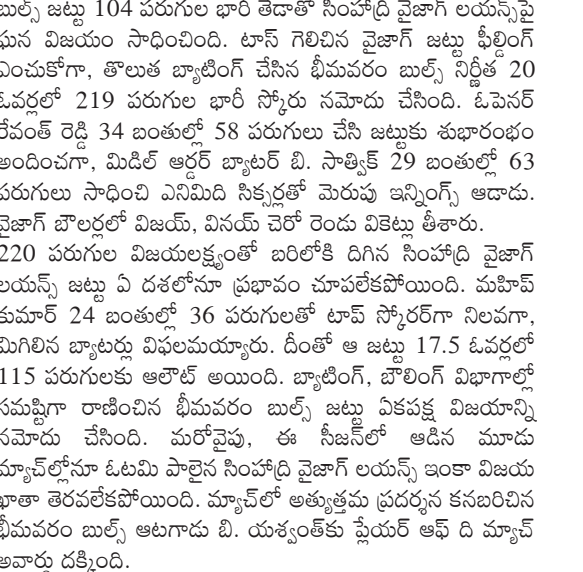 బుల్స్ జట్టు 104 పరుగుల భారీ తేడాతో సింహాద్రి వైజాగ్ లయన్స్‌పై
ఘన విజయం సాధించింది. టాస్ గెలిచిన వైజాగ్ జట్టు ఫీల్డింగ్
ఎంచుకోగా, తొలుత బ్యాటింగ్ చేసిన భీమవరం బుల్స్ నిర్ణీత 20
ఓవర్లలో 219 పరుగుల భారీ స్కోరు నమోదు చేసింది. ఓపెనర్
రేవంత్ రెడ్డి 34 బంతుల్లో 58 పరుగులు చేసి జట్టుకు శుభారంభం
అందించగా, మిడిల్ ఆర్డర్ బ్యాటర్ బి. సాత్విక్ 29 బంతుల్లో 63
పరుగులు సాధించి ఎనిమిది సిక్సర్లతో మెరుపు ఇన్నింగ్స్ ఆడాడు.
వైజాగ్ బౌలర్లలో విజయ్, వినయ్ చెరో రెండు వికెట్లు తీశారు.
220 పరుగుల విజయలక్ష్యంతో బరిలోకి దిగిన సింహాద్రి వైజాగ్
లయన్స్ జట్టు ఏ దశలోనూ ప్రభావం చూపలేకపోయింది. మహిప్
కుమార్ 24 బంతుల్లో 36 పరుగులతో టాప్ స్కోరర్‌గా నిలవగా,
మిగిలిన బ్యాటర్లు విఫలమయ్యారు. దీంతో ఆ జట్టు 17.5 ఓవర్లలో
115 పరుగులకు ఆలౌట్ అయింది. బ్యాటింగ్, బౌలింగ్ విభాగాల్లో
సమష్టిగా రాణించిన భీమవరం బుల్స్ జట్టు ఏకపక్ష విజయాన్ని
నమోదు చేసింది. మరోవైపు, ఈ సీజన్‌లో ఆడిన మూడు
మ్యాచ్‌ల్లోనూ ఓటమి పాలైన సింహాద్రి వైజాగ్ లయన్స్ ఇంకా విజయ
ఖాతా తెరవలేకపోయింది. మ్యాచ్‌లో అత్యుత్తమ ప్రదర్శన కనబరిచిన
భీమవరం బుల్స్ ఆటగాడు బి. యశ్వంత్‌కు ప్లేయర్ ఆఫ్ ది మ్యాచ్
అవార్డు దక్కింది.